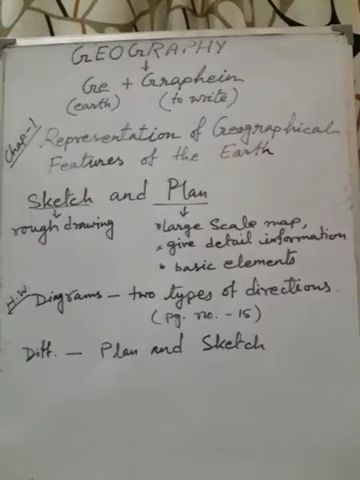 GEOGRAPHY
↓
Ge + Graphein
(earth) (to write)
Chap:-1
Representation of Geographical
Features of the Earth
Sketch and Plan
↓ ↓
rough drawing *large Scale map,
* give detail information
* basic elements
H.W. Diagrams - two types of directions.
(pg. no. - 15)
Diff. - Plan and Sketch